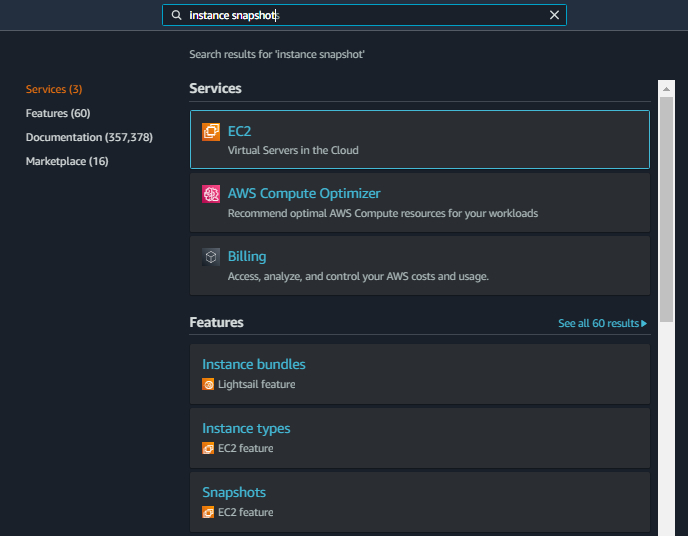 instance snapshots
Search results for 'instance snapshot'
Services (3)
Features (60)
Documentation (357,378)
Marketplace (16)
Services
EC2
Virtual Servers in the Cloud
AWS Compute Optimizer
Recommend optimal AWS Compute resources for your workloads
Billing
Access, analyze, and control your AWS costs and usage.
Features
See all 60 results
Instance bundles
Lightsail feature
Instance types
EC2 feature
Snapshots
EC2 feature